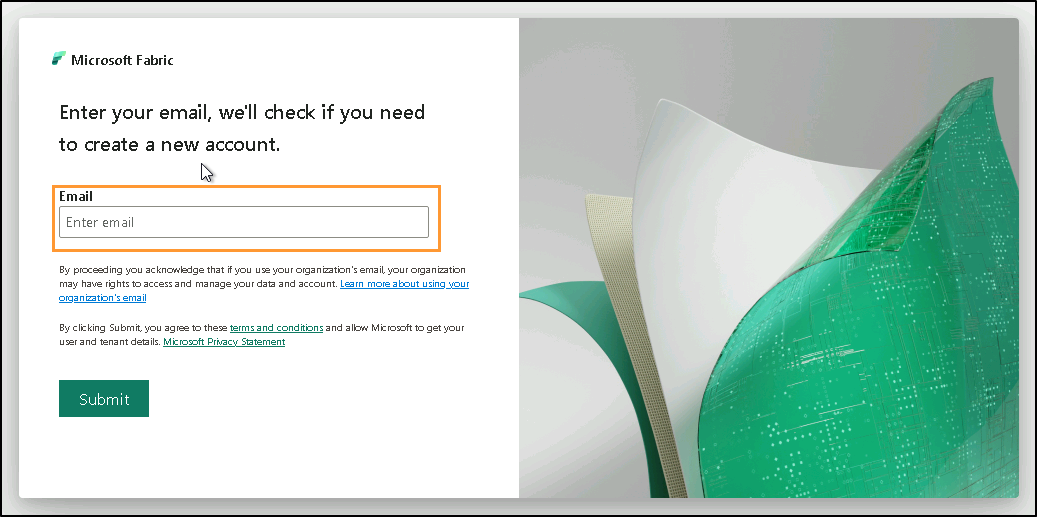 Microsoft Fabric
Enter your email, we'll check if you need
to create a new account.
Email
Enter email
By proceeding you acknowledge that if you use your organization's email, your organization
may have rights to access and manage your data and account. Learn more about using your
organization's email
By clicking Submit, you agree to these terms and conditions and allow Microsoft to get your
user and tenant details. Microsoft Privacy Statement
Submit